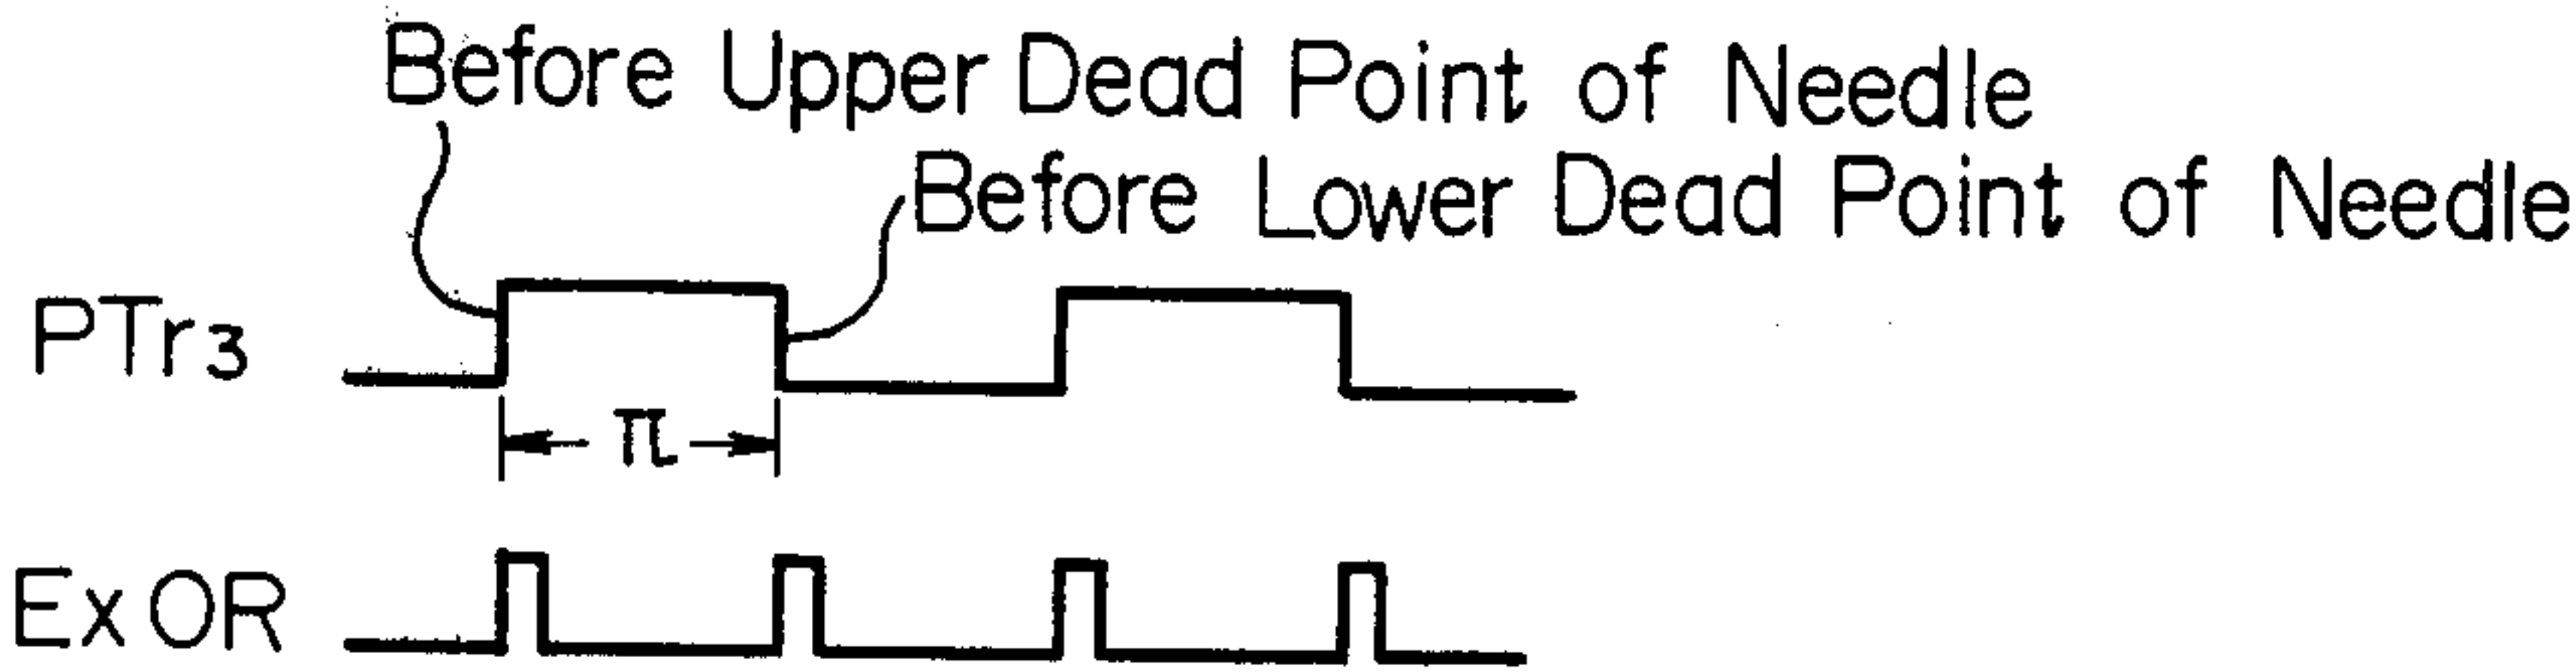 Before Upper Dead Point of Needle
Before Lower Dead Point of Needle
PTr3
π
ExOR